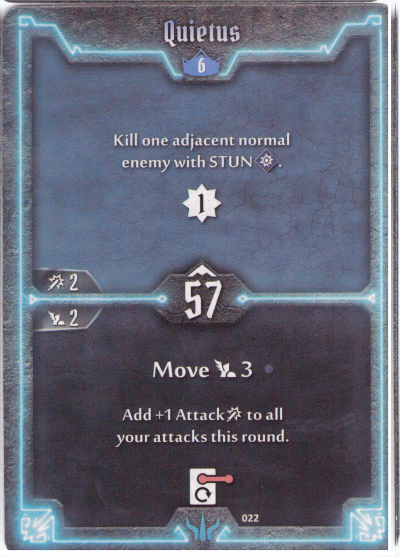 Quietus
6
Kill one adjacent normal
enemy with STUN.
1
2
57
2
Move 3
Add +1 Attack to all
your attacks this round.
022